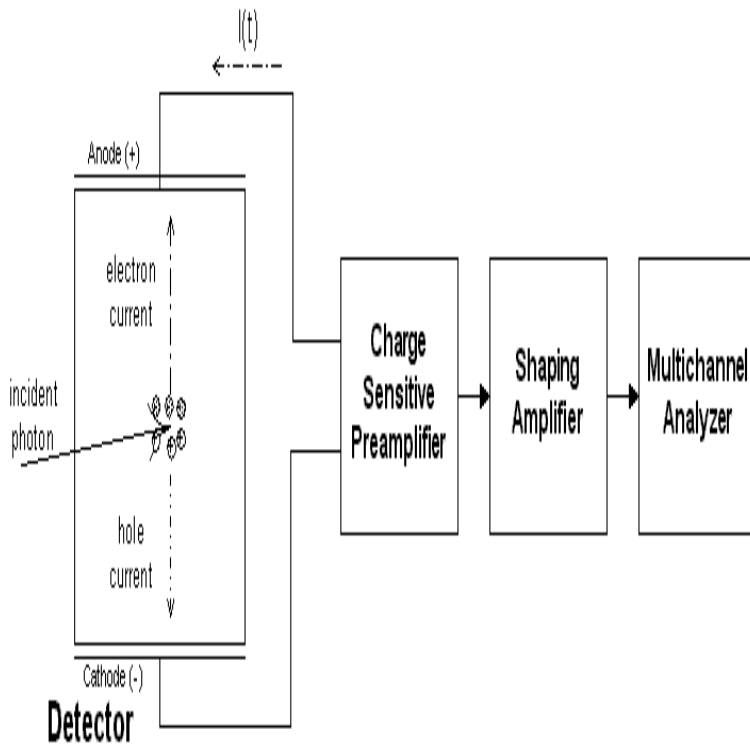 I(t)
Anode (+)
electron
current
incident
photon
hole
current
Cathode (-)
Detector
Charge
Sensitive
Preamplifier
Shaping
Amplifier
Multichannel
Analyzer